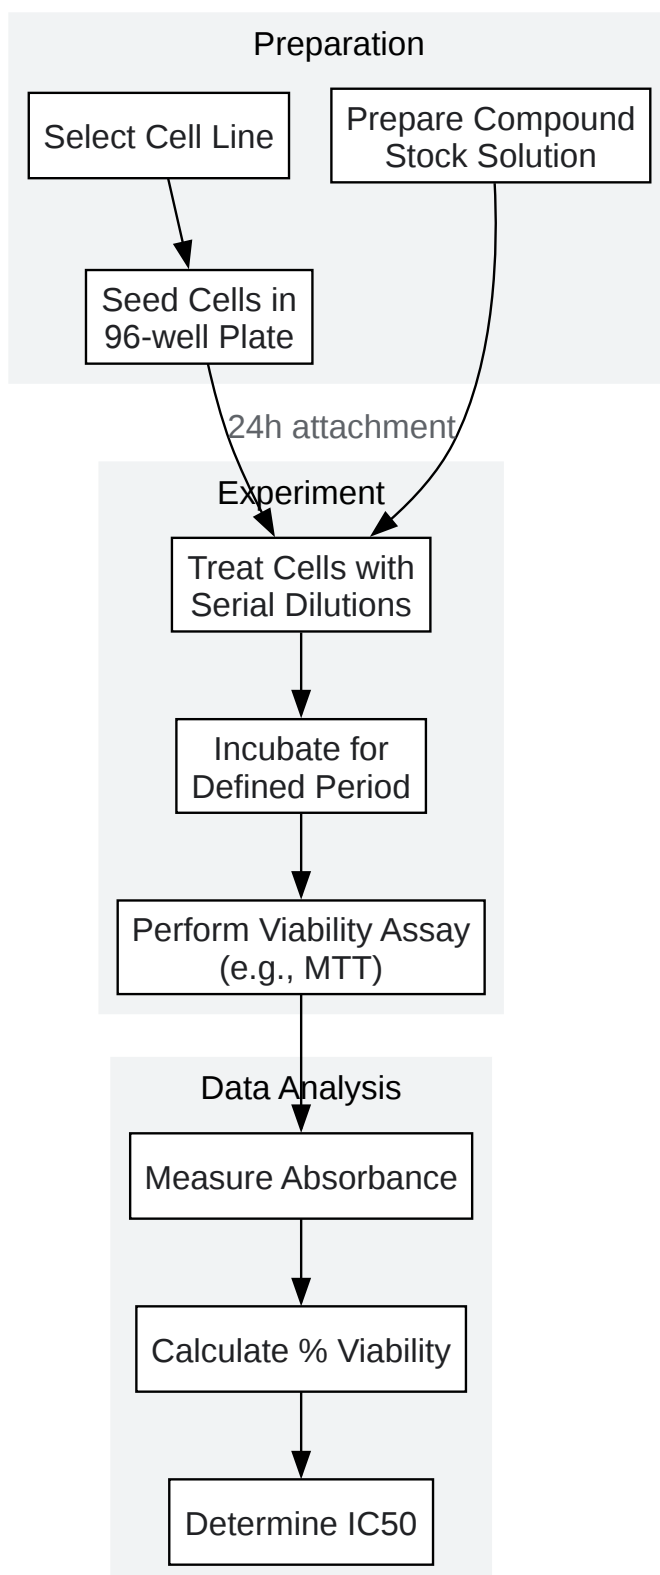 Preparation
Select Cell Line
Prepare Compound
Stock Solution
Seed Cells in
96-well Plate
24h attachment
Experiment
Treat Cells with
Serial Dilutions
Incubate for
Defined Period
Perform Viability Assay
(e.g., MTT)
Data Analysis
Measure Absorbance
Calculate % Viability
Determine IC50